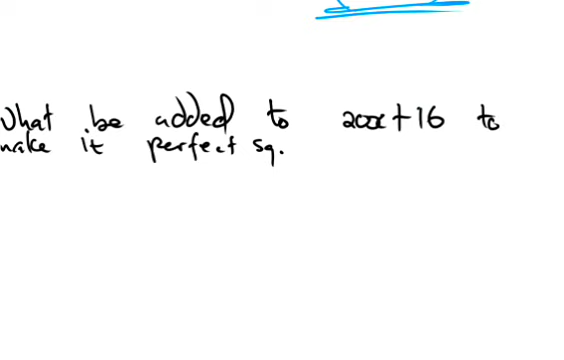 what be added to 20x+16 to
make it perfect sq.